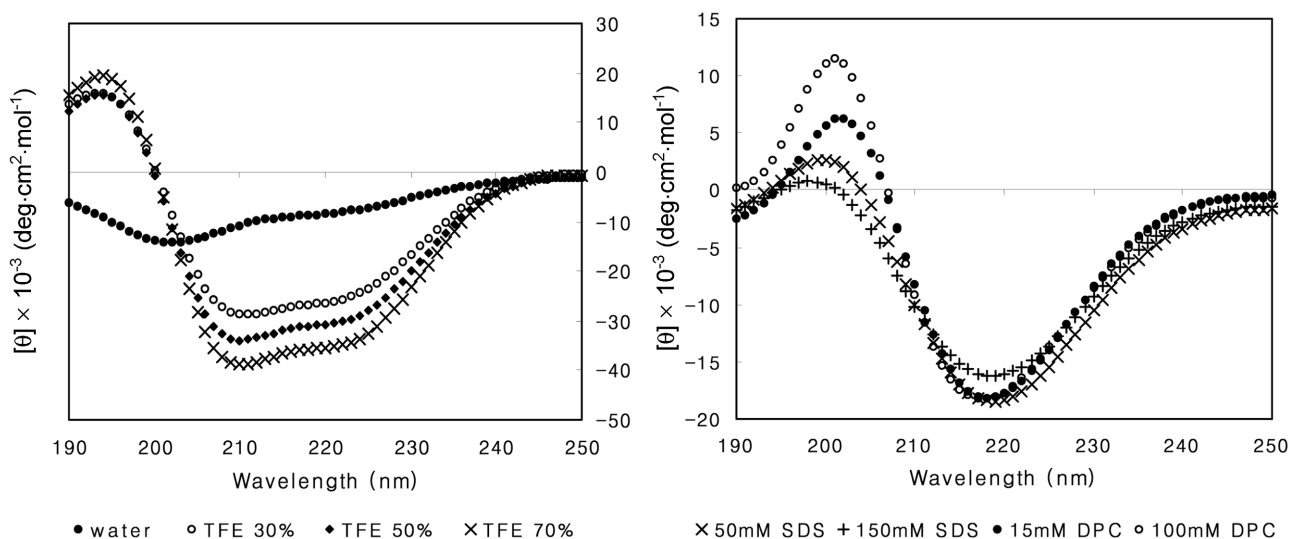 30
20
10
0
−10
−20
−30
−40
−50
[θ] × 10⁻³ (deg·cm²·mol⁻¹)
190 200 210 220 230 240 250
Wavelength (nm)
● water ○ TFE 30% ◆ TFE 50% × TFE 70%
15
10
5
0
−5
−10
−15
−20
[θ] × 10⁻³ (deg·cm²·mol⁻¹)
190 200 210 220 230 240 250
Wavelength (nm)
× 50mM SDS + 150mM SDS ● 15mM DPC ○ 100mM DPC